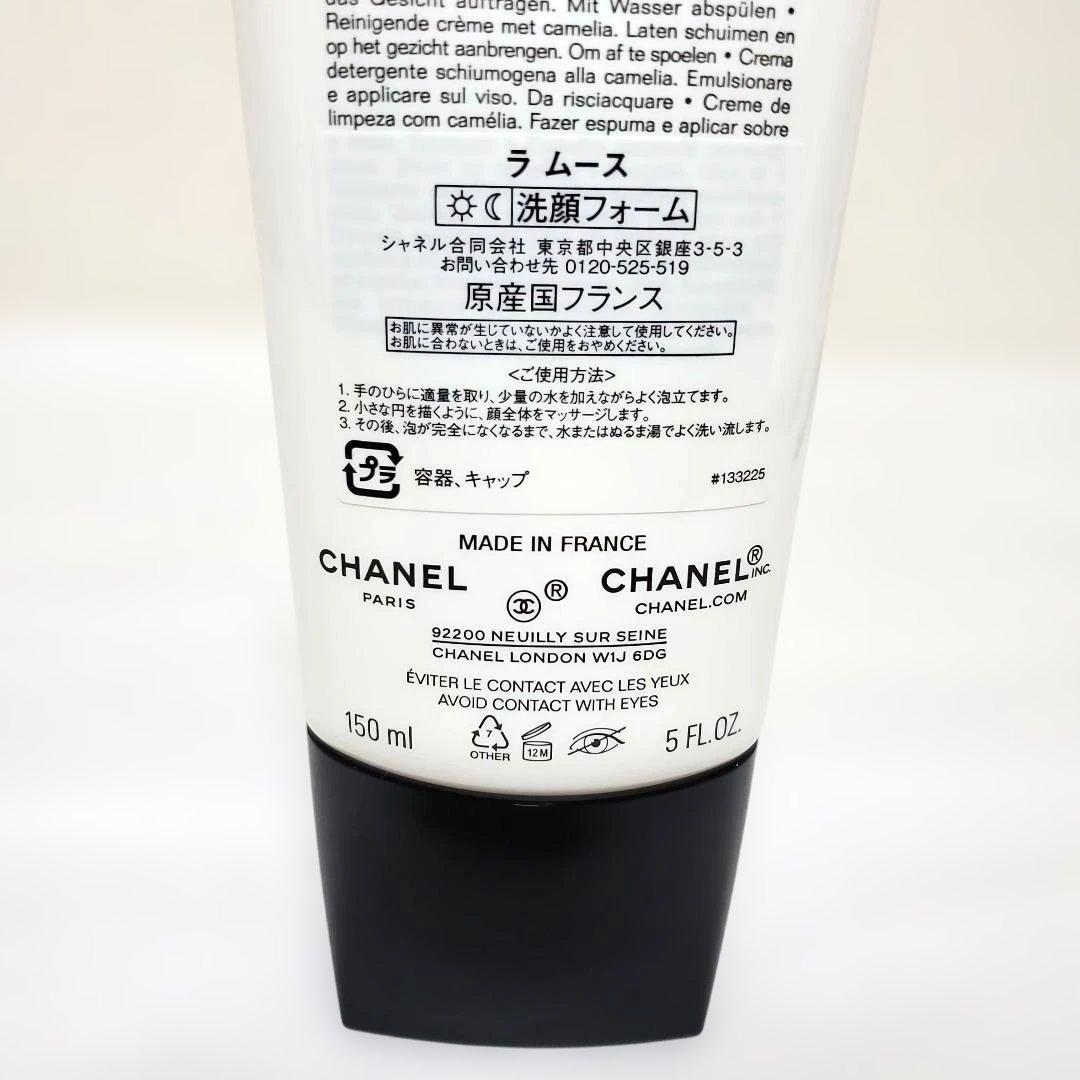 das Gesicht auftragen. Mit Wasser abspülen •
Reinigende crème met camelia. Laten schuimen en
op het gezicht aanbrengen. Om af te spoelen • Crema
detergente schiumogena alla camelia. Emulsionare
e applicare sul viso. Da risciacquare • Creme de
limpeza com camélia. Fazer espuma e aplicar sobre
ラ ムース
洗顔フォーム
シャネル合同会社 東京都中央区銀座3-5-3
お問い合わせ先 0120-525-519
原産国フランス
お肌に異常が生じていないかよく注意して使用してください。
お肌に合わないときは、ご使用をおやめください。
<ご使用方法>
1. 手のひらに適量を取り、少量の水を加えながらよく泡立てます。
2. 小さな円を描くように、顔全体をマッサージします。
3. その後、泡が完全になくなるまで、水またはぬるま湯でよく洗い流します。
プラ 容器、キャップ #133225
MADE IN FRANCE
CHANEL ® CHANEL® INC.
PARIS CHANEL.COM
92200 NEUILLY SUR SEINE
CHANEL LONDON W1J 6DG
ÉVITER LE CONTACT AVEC LES YEUX
AVOID CONTACT WITH EYES
150 ml 7 OTHER 12M 5 FL.OZ.